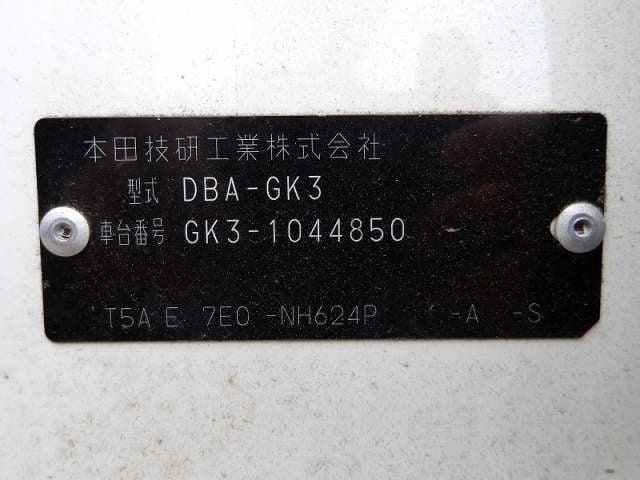 本田技研工業株式会社
型式 DBA-GK3
車台番号 GK3-1044850
T5A E 7E0 -NH624P -A -S